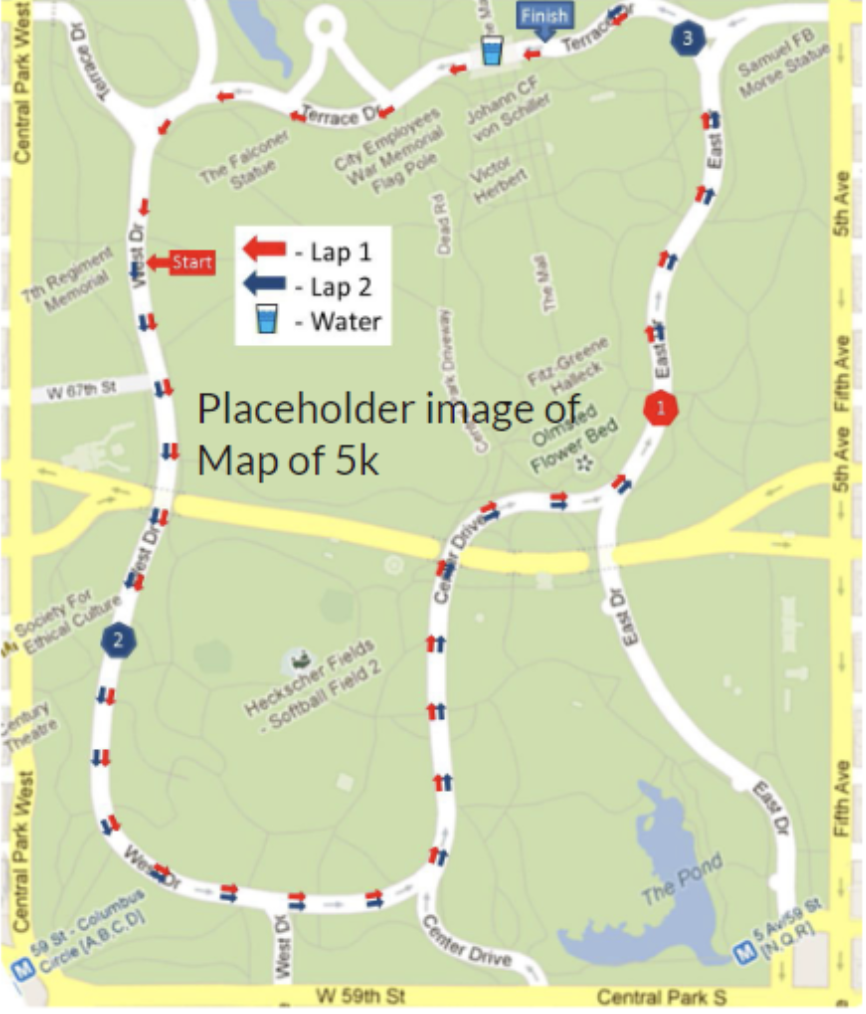 Central Park West
Terrace Dr
Finish
Terrace Dr
3
Samuel FB
Morse Statue
Terrace Dr
The Falconer
Statue
City Employees
War Memorial
Flag Pole
Johann CF
von Schiller
Victor
Herbert
East
5th Ave
Dead Rd
West Dr
Start
7th Regiment
Memorial
- Lap 1
- Lap 2
- Water
The Mall
East Dr
Fifth Ave
Fitz-Greene
Halleck
W 67th St
Placeholder image of
Map of 5k
Central Park Driveway
1
Olmsted
Flower Bed
5th Ave
West Dr
Center Drive
Society For
Ethical Culture
2
East Dr
Heckscher Fields
- Softball Field 2
Century
Theatre
Central Park West
East Dr
Fifth Ave
West Dr
The Pond
59 St - Columbus
Circle [A,B,C,D]
West Dr
Center Drive
M
M
5 Av/59 St
[N,Q,R]
W 59th St
Central Park S